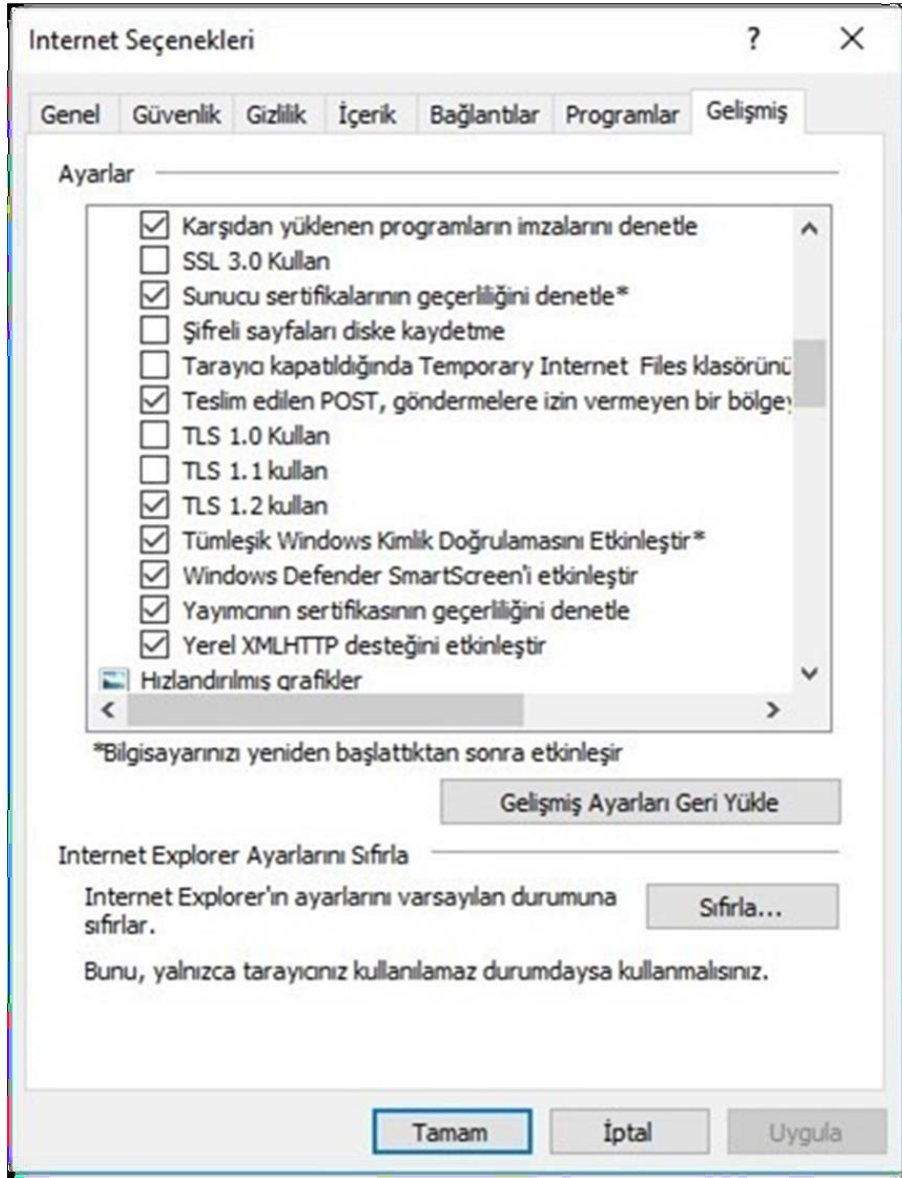 Internet Seçenekleri
Genel Güvenlik Gizlilik İçerik Bağlantılar Programlar Gelişmiş
Ayarlar
Karşıdan yüklenen programların imzalarını denetle
SSL 3.0 Kullan
Sunucu sertifikalarının geçerliliğini denetle*
Şifreli sayfaları diske kaydetme
Tarayıcı kapatıldığında Temporary Internet Files klasörünü
Teslim edilen POST, göndermelere izin vermeyen bir bölgey
TLS 1.0 Kullan
TLS 1.1 kullan
TLS 1.2 kullan
Tümleşik Windows Kimlik Doğrulamasını Etkinleştir*
Windows Defender SmartScreen'i etkinleştir
Yayımcının sertifikasının geçerliliğini denetle
Yerel XMLHTTP desteğini etkinleştir
Hızlandırılmış grafikler
*Bilgisayarınızı yeniden başlattıktan sonra etkinleşir
Gelişmiş Ayarları Geri Yükle
Internet Explorer Ayarlarını Sıfırla
Internet Explorer'ın ayarlarını varsayılan durumuna
sıfırlar.
Sıfırla...
Bunu, yalnızca tarayıcınız kullanılamaz durumdaysa kullanmalısınız.
Tamam İptal Uygula